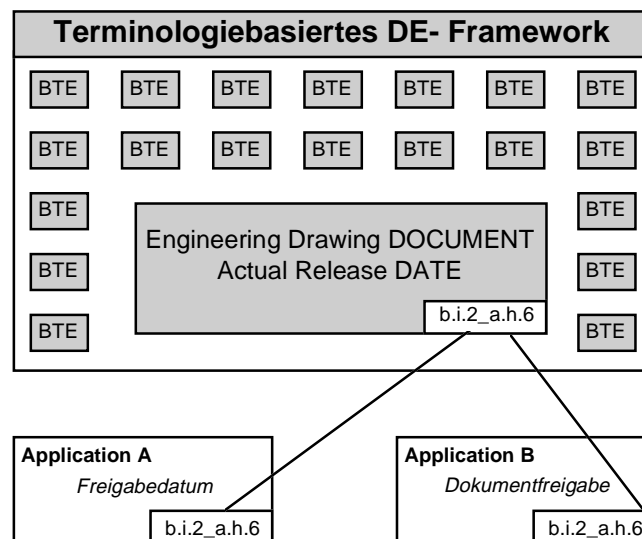 Terminologiebasiertes DE- Framework
BTE BTE BTE BTE BTE BTE BTE
BTE BTE BTE BTE BTE BTE BTE
BTE BTE
Engineering Drawing DOCUMENT
Actual Release DATE
BTE BTE
b.i.2_a.h.6
BTE BTE
Application A Application B
Freigabedatum Dokumentfreigabe
b.i.2_a.h.6 b.i.2_a.h.6